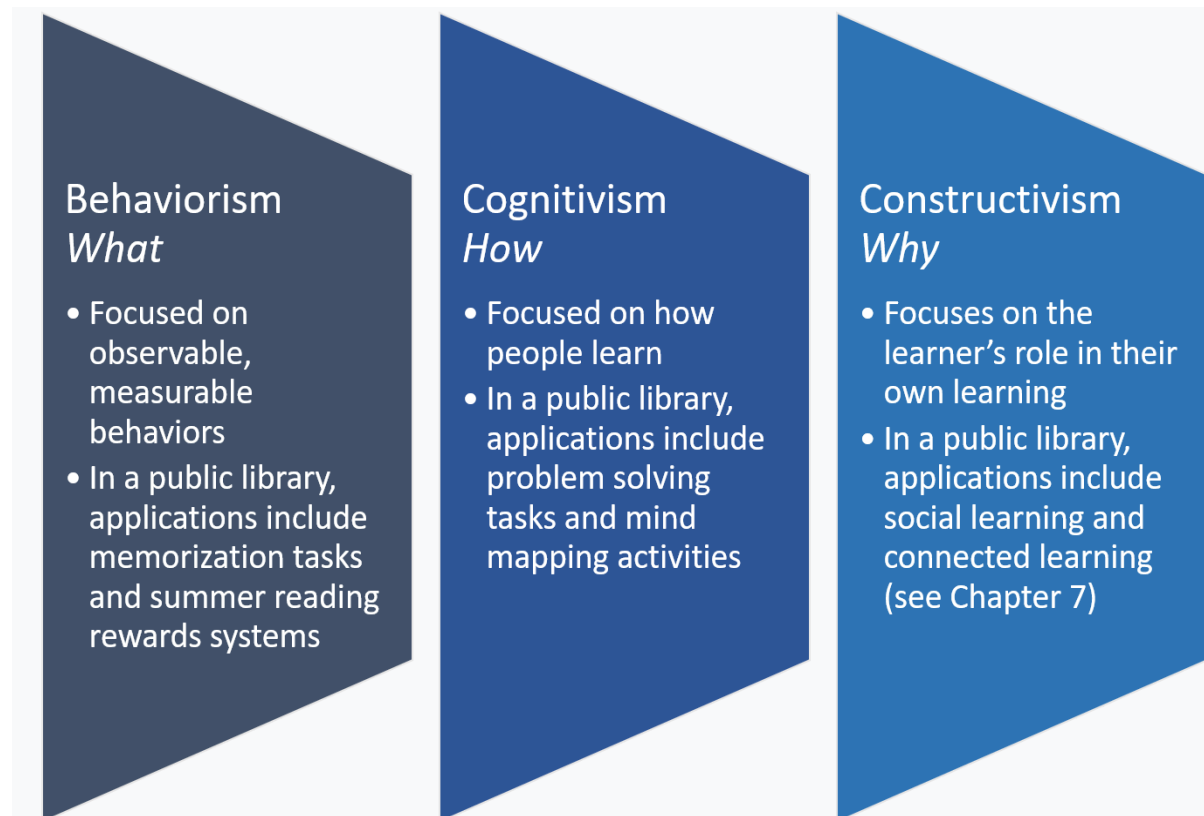 Behaviorism
What
• Focused on
observable,
measurable
behaviors
• In a public library,
applications include
memorization tasks
and summer reading
rewards systems
Cognitivism
How
• Focused on how
people learn
• In a public library,
applications include
problem solving
tasks and mind
mapping activities
Constructivism
Why
• Focuses on the
learner’s role in their
own learning
• In a public library,
applications include
social learning and
connected learning
(see Chapter 7)